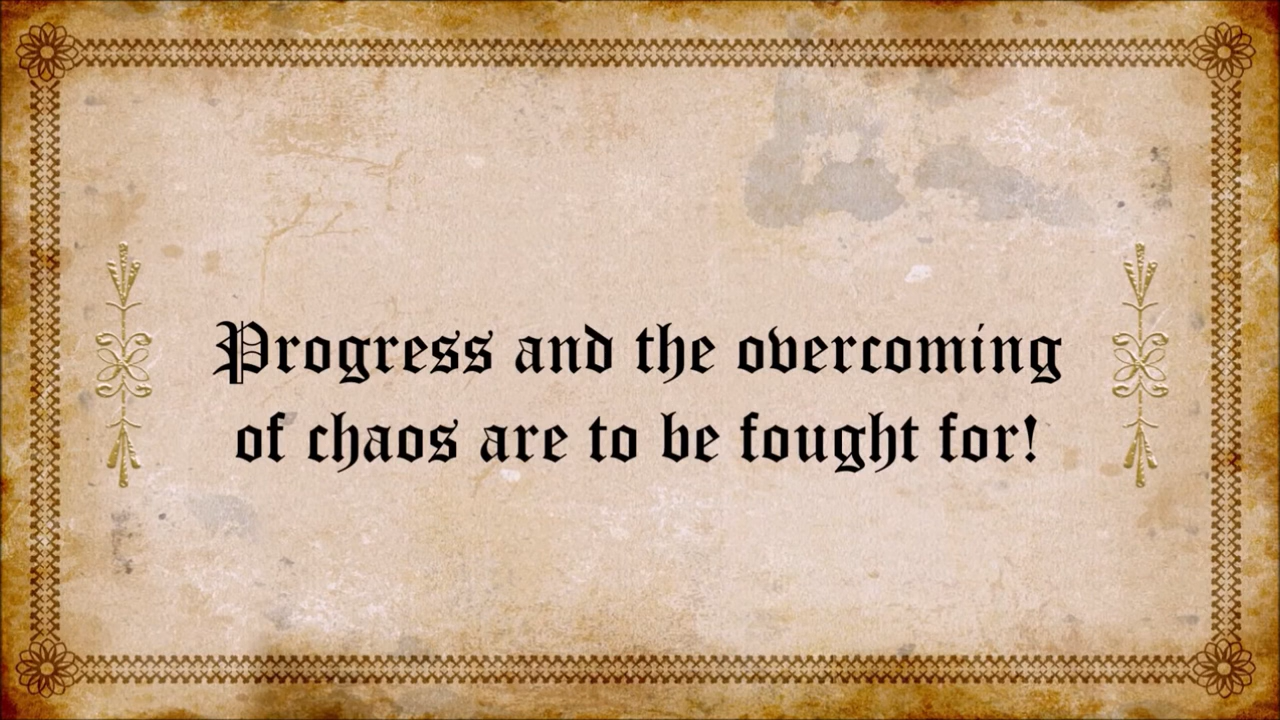 Progress and the overcoming
of chaos are to be fought for!